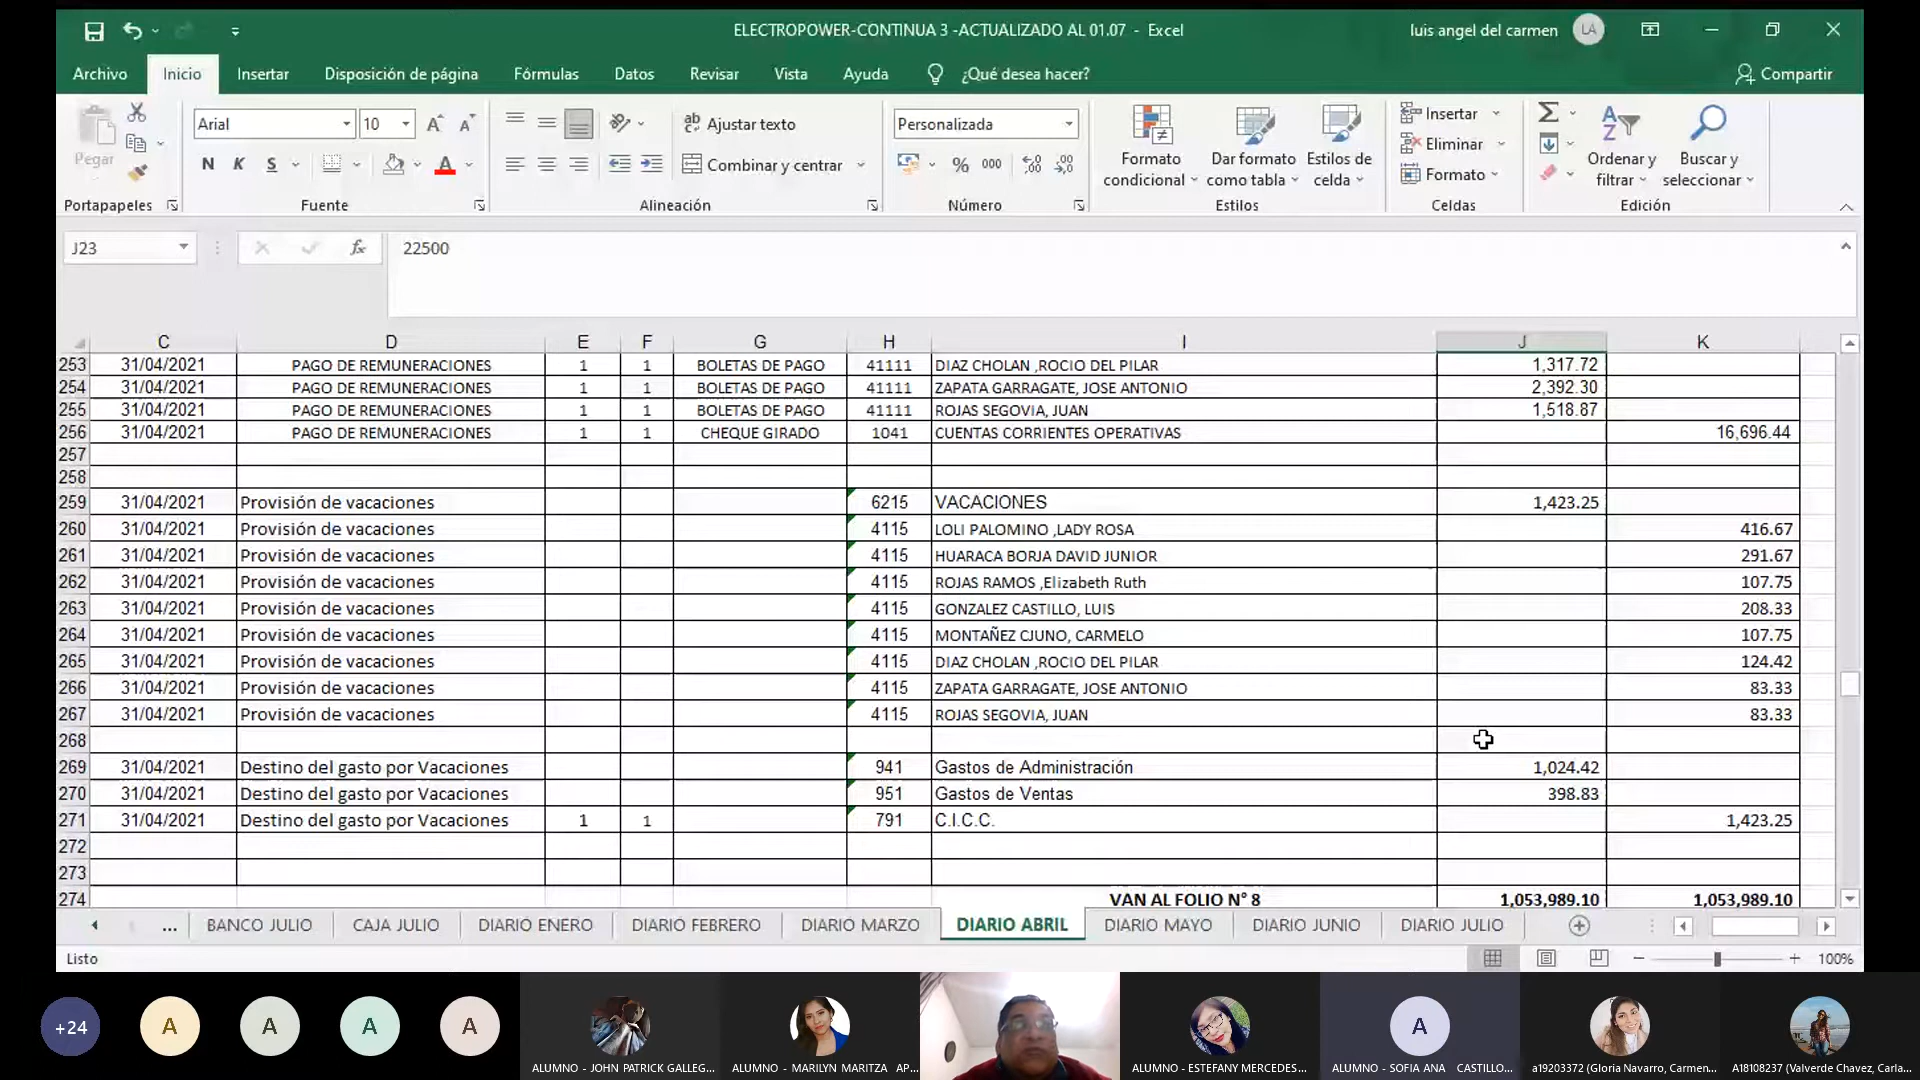 ELECTROPOWER-CONTINUA 3 -ACTUALIZADO AL 01.07 - Excel
luis angel del carmen LA
Archivo Inicio Insertar Disposición de página Fórmulas Datos Revisar Vista Ayuda ¿Qué desea hacer? Compartir
Pegar
Arial 10
N K S
Ajustar texto
Combinar y centrar
Personalizada
% 000
Formato condicional
Dar formato como tabla
Estilos de celda
Insertar
Eliminar
Formato
Ordenar y filtrar
Buscar y seleccionar
Portapapeles Fuente Alineación Número Estilos Celdas Edición
J23 fx 22500
C D E F G H I J K
253 31/04/2021 PAGO DE REMUNERACIONES 1 1 BOLETAS DE PAGO 41111 DIAZ CHOLAN ,ROCIO DEL PILAR 1,317.72
254 31/04/2021 PAGO DE REMUNERACIONES 1 1 BOLETAS DE PAGO 41111 ZAPATA GARRAGATE, JOSE ANTONIO 2,392.30
255 31/04/2021 PAGO DE REMUNERACIONES 1 1 BOLETAS DE PAGO 41111 ROJAS SEGOVIA, JUAN 1,518.87
256 31/04/2021 PAGO DE REMUNERACIONES 1 1 CHEQUE GIRADO 1041 CUENTAS CORRIENTES OPERATIVAS 16,696.44
257
258
259 31/04/2021 Provisión de vacaciones 6215 VACACIONES 1,423.25
260 31/04/2021 Provisión de vacaciones 4115 LOLI PALOMINO ,LADY ROSA 416.67
261 31/04/2021 Provisión de vacaciones 4115 HUARACA BORJA DAVID JUNIOR 291.67
262 31/04/2021 Provisión de vacaciones 4115 ROJAS RAMOS ,Elizabeth Ruth 107.75
263 31/04/2021 Provisión de vacaciones 4115 GONZALEZ CASTILLO, LUIS 208.33
264 31/04/2021 Provisión de vacaciones 4115 MONTAÑEZ CJUNO, CARMELO 107.75
265 31/04/2021 Provisión de vacaciones 4115 DIAZ CHOLAN ,ROCIO DEL PILAR 124.42
266 31/04/2021 Provisión de vacaciones 4115 ZAPATA GARRAGATE, JOSE ANTONIO 83.33
267 31/04/2021 Provisión de vacaciones 4115 ROJAS SEGOVIA, JUAN 83.33
268
269 31/04/2021 Destino del gasto por Vacaciones 941 Gastos de Administración 1,024.42
270 31/04/2021 Destino del gasto por Vacaciones 951 Gastos de Ventas 398.83
271 31/04/2021 Destino del gasto por Vacaciones 1 1 791 C.I.C.C. 1,423.25
272
273
274 VAN AL FOLIO N° 8 1,053,989.10 1,053,989.10
... BANCO JULIO CAJA JULIO DIARIO ENERO DIARIO FEBRERO DIARIO MARZO DIARIO ABRIL DIARIO MAYO DIARIO JUNIO DIARIO JULIO
Listo 100%
+24 A A A A A
ALUMNO - JOHN PATRICK GALLEG... ALUMNO - MARILYN MARITZA AP... ALUMNO - ESTEFANY MERCEDES... ALUMNO - SOFIA ANA CASTILLO... a19203372 (Gloria Navarro, Carmen... A18108237 (Valverde Chavez, Carla...